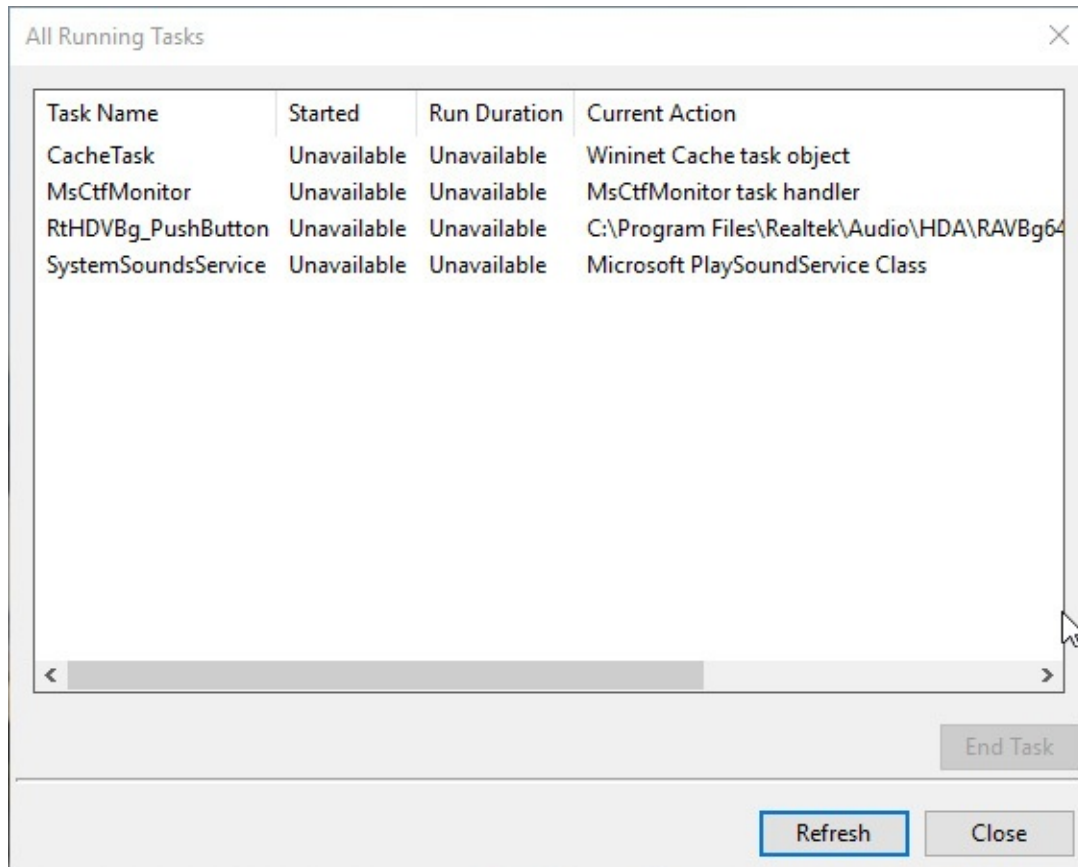 All Running Tasks
Task Name Started Run Duration Current Action
CacheTask Unavailable Unavailable Wininet Cache task object
MsCtfMonitor Unavailable Unavailable MsCtfMonitor task handler
RtHDVBg_PushButton Unavailable Unavailable C:\Program Files\Realtek\Audio\HDA\RAVBg64
SystemSoundsService Unavailable Unavailable Microsoft PlaySoundService Class
End Task
Refresh Close